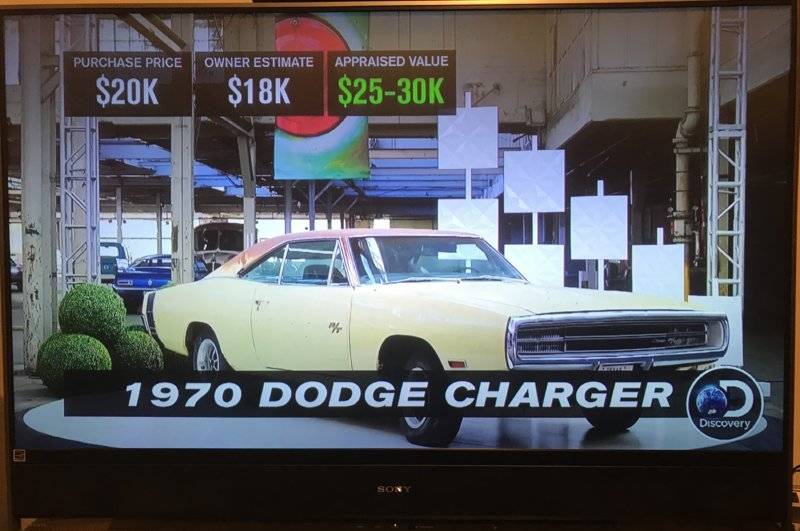 PURCHASE PRICE
$20K
OWNER ESTIMATE
$18K
APPRAISED VALUE
$25-30K
R/T
1970 DODGE CHARGER
D
Discovery
SONY